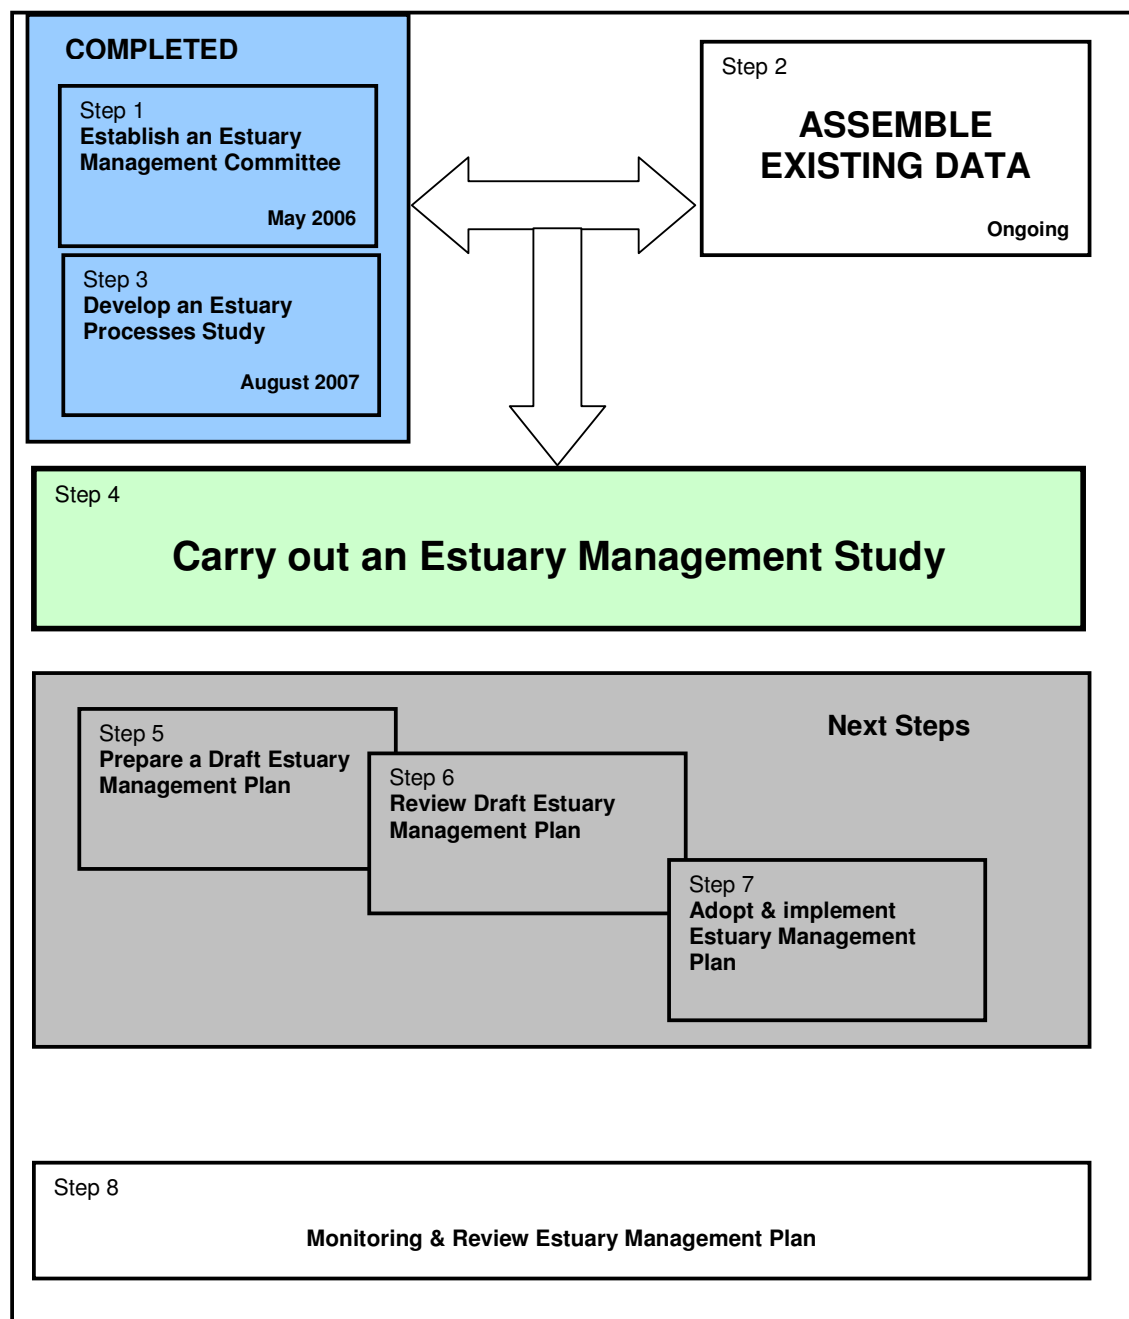 COMPLETED
Step 1
Establish an Estuary
Management Committee
May 2006
Step 3
Develop an Estuary
Processes Study
August 2007
Step 2
ASSEMBLE
EXISTING DATA
Ongoing
Step 4
Carry out an Estuary Management Study
Next Steps
Step 5
Prepare a Draft Estuary
Management Plan
Step 6
Review Draft Estuary
Management Plan
Step 7
Adopt & implement
Estuary Management
Plan
Step 8
Monitoring & Review Estuary Management Plan